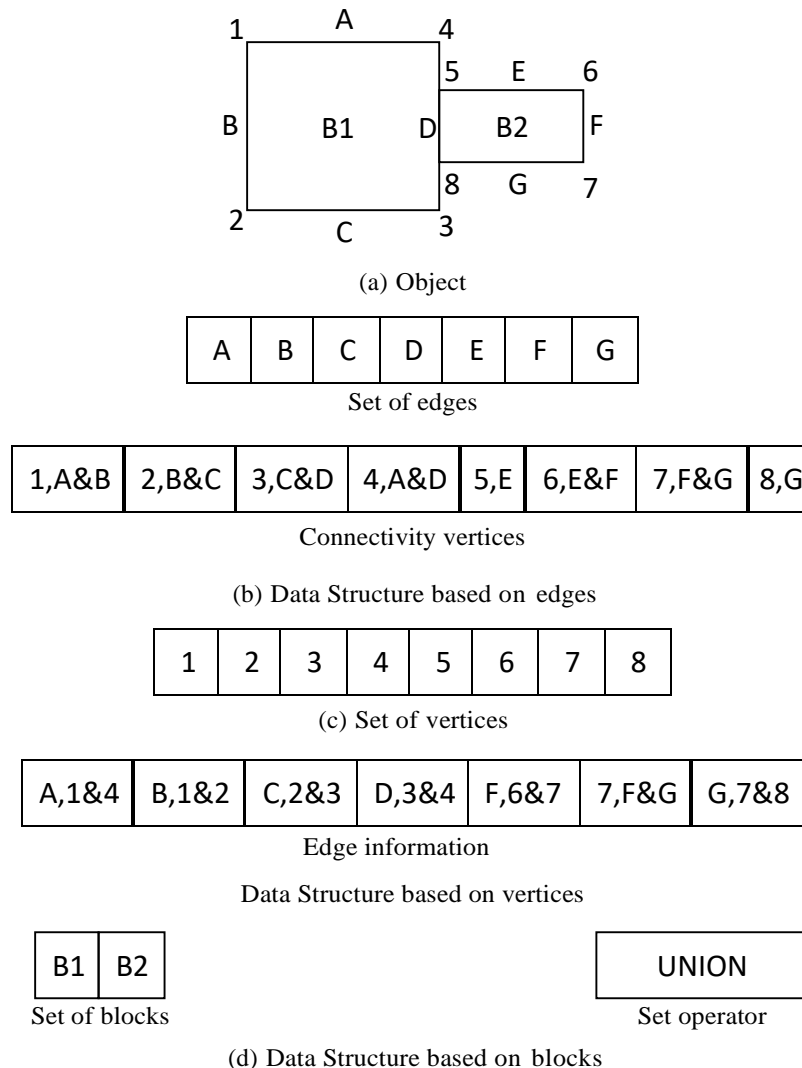 1 A 4
5 E 6
B B1 D B2 F
8 G 7
2 C 3
(a) Object
A B C D E F G
Set of edges
1,A&B 2,B&C 3,C&D 4,A&D 5,E 6,E&F 7,F&G 8,G
Connectivity vertices
(b) Data Structure based on edges
1 2 3 4 5 6 7 8
(c) Set of vertices
A,1&4 B,1&2 C,2&3 D,3&4 F,6&7 7,F&G G,7&8
Edge information
Data Structure based on vertices
B1 B2 UNION
Set of blocks Set operator
(d) Data Structure based on blocks